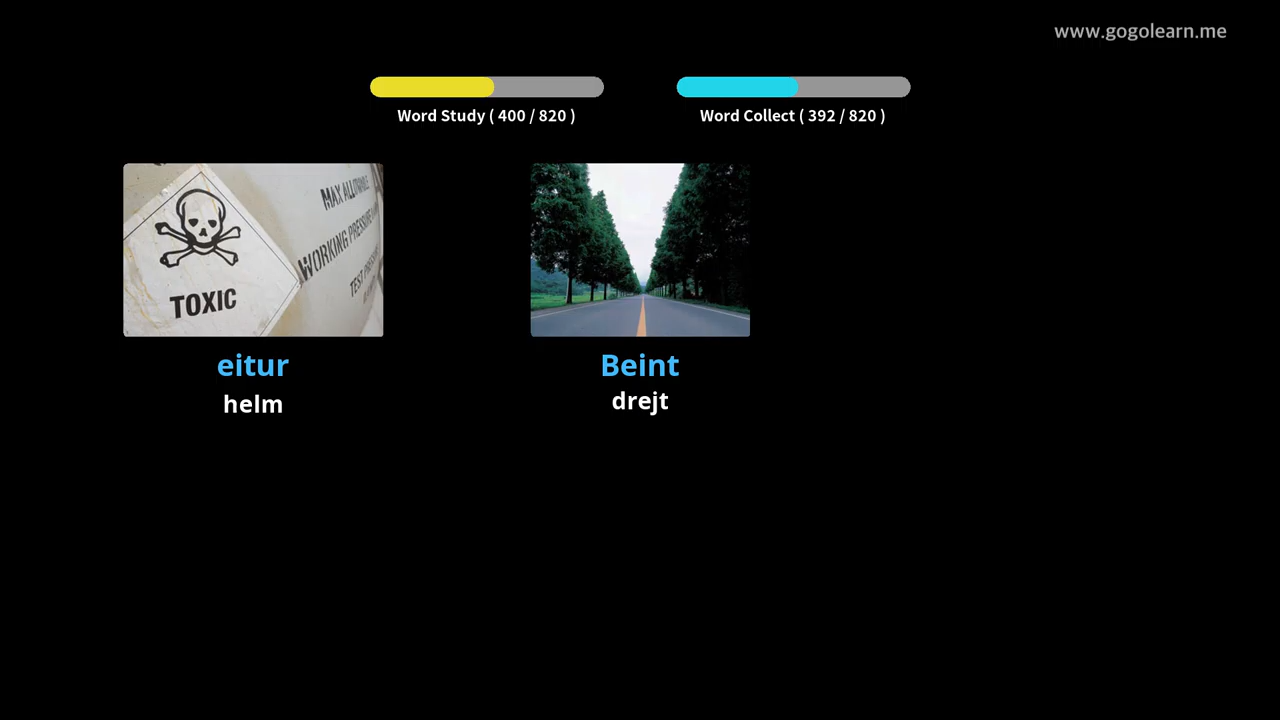 www.gogolearn.me
Word Study ( 400 / 820 )
Word Collect ( 392 / 820 )
MAX ALLOWABLE
WORKING PRESSURE
TEST
TOXIC
eitur
Beint
helm
drejt